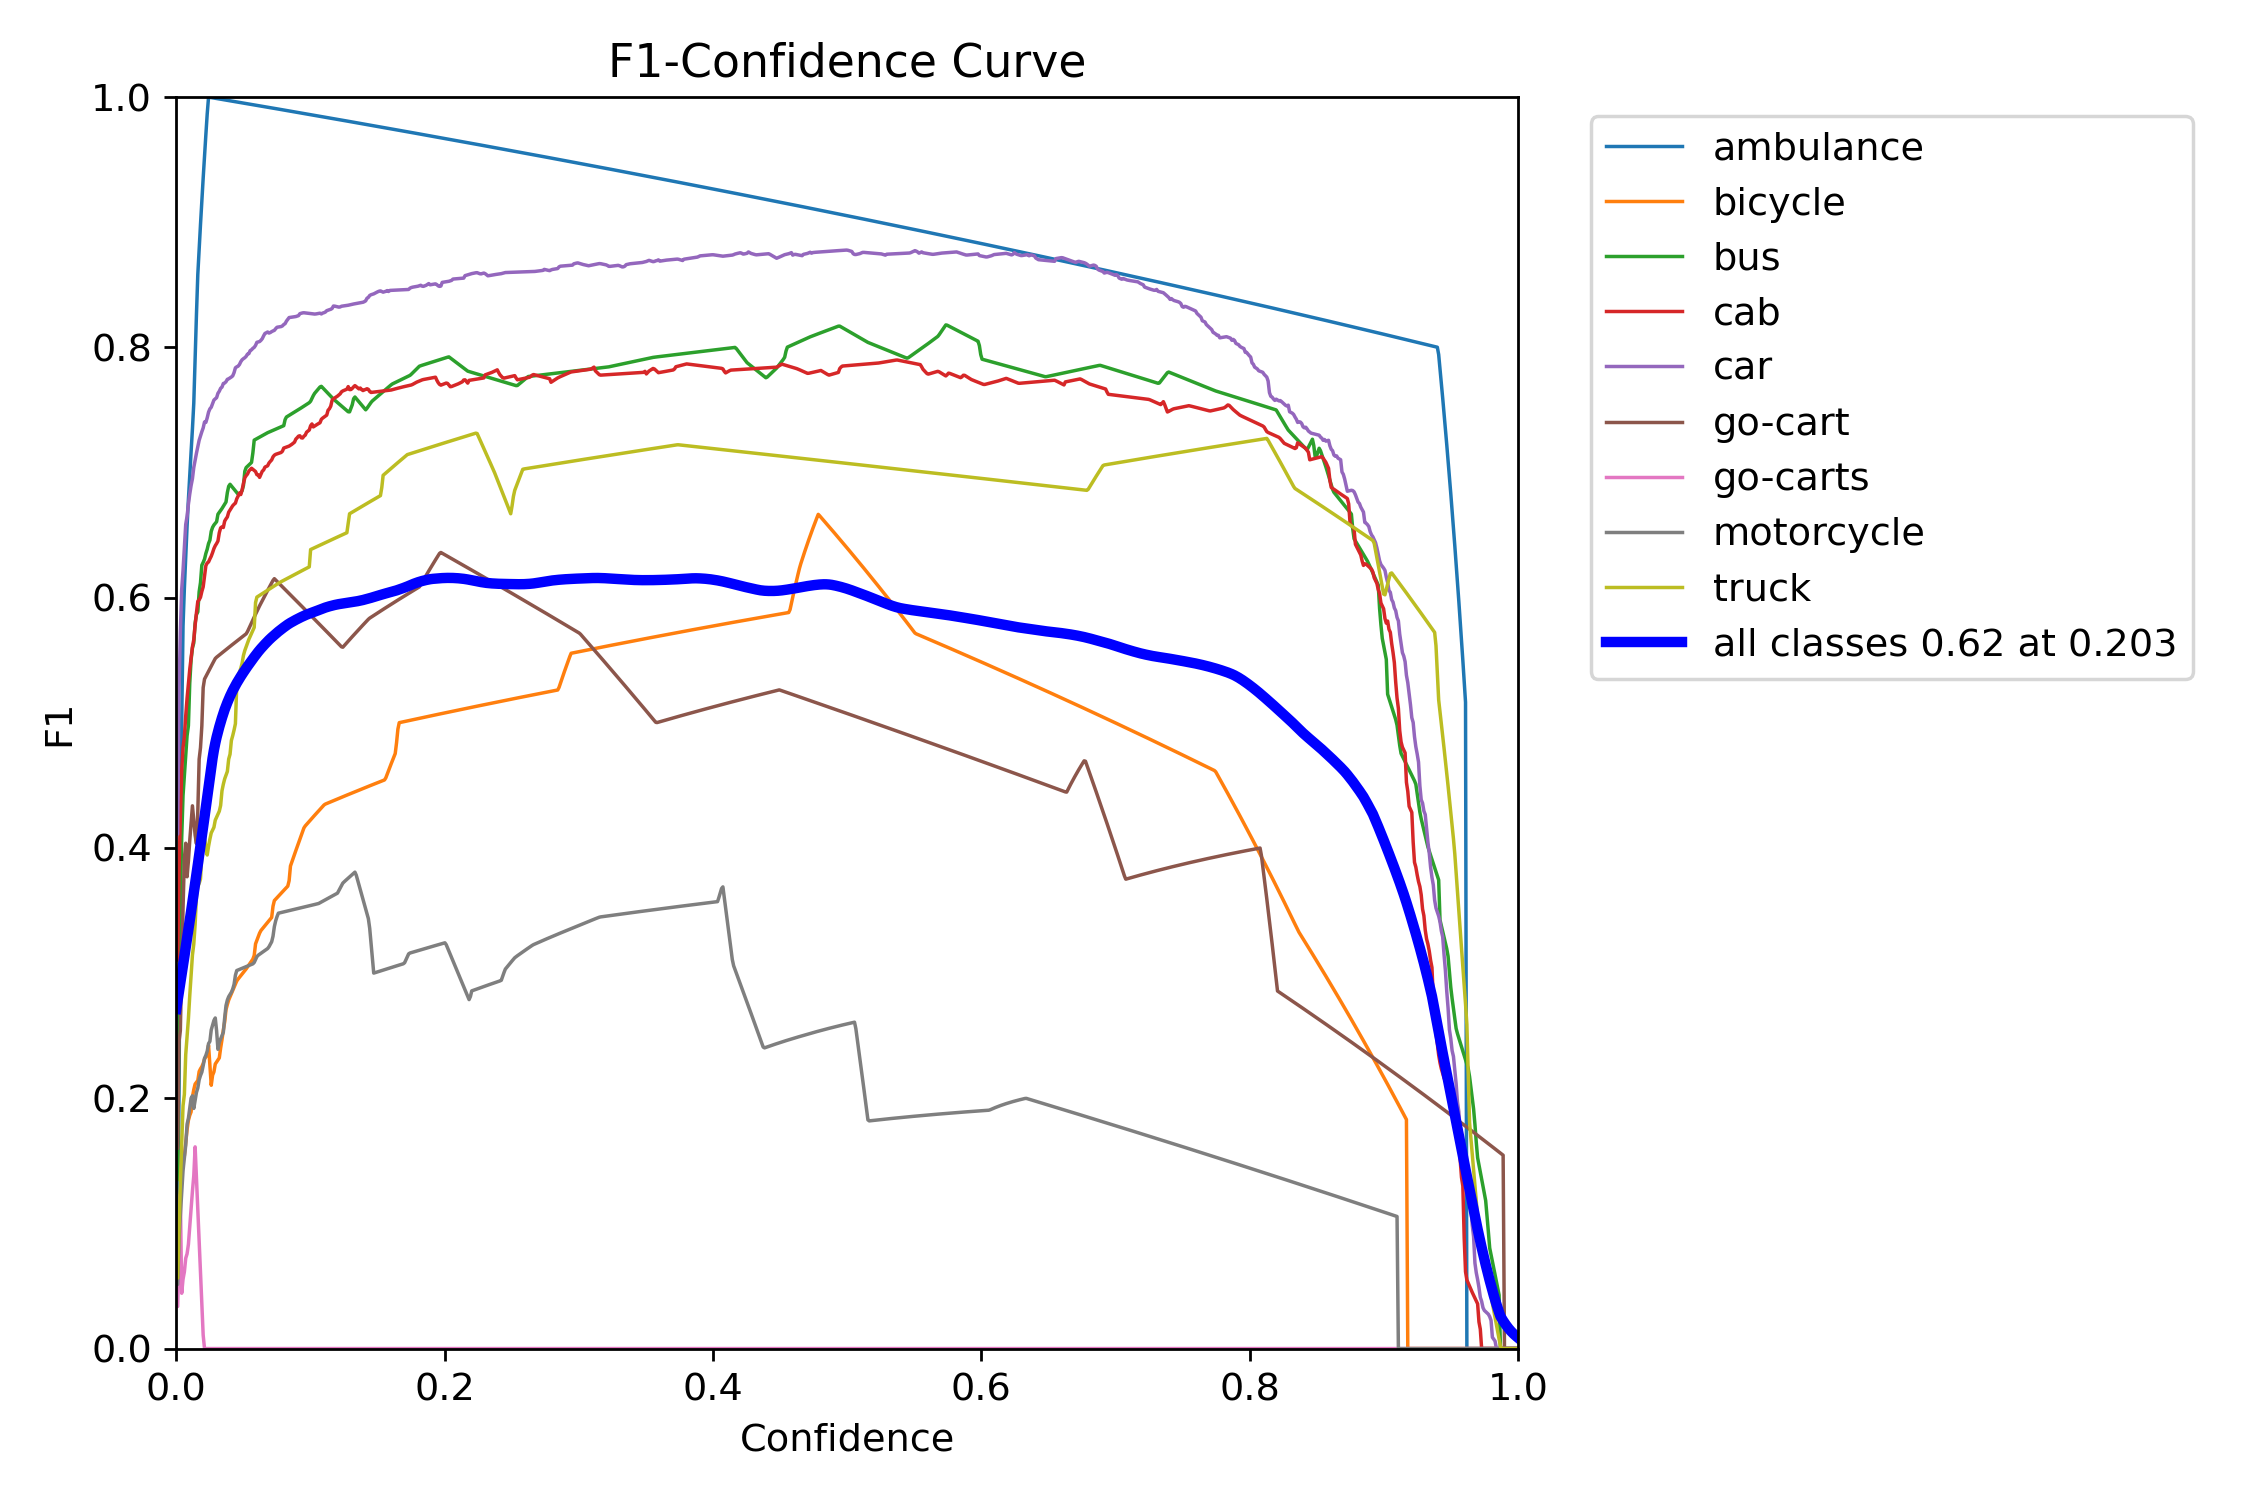 F1-Confidence Curve
1.0
0.8
0.6
0.4
0.2
0.0
F1
0.0 0.2 0.4 0.6 0.8 1.0
Confidence
ambulance
bicycle
bus
cab
car
go-cart
go-carts
motorcycle
truck
all classes 0.62 at 0.203